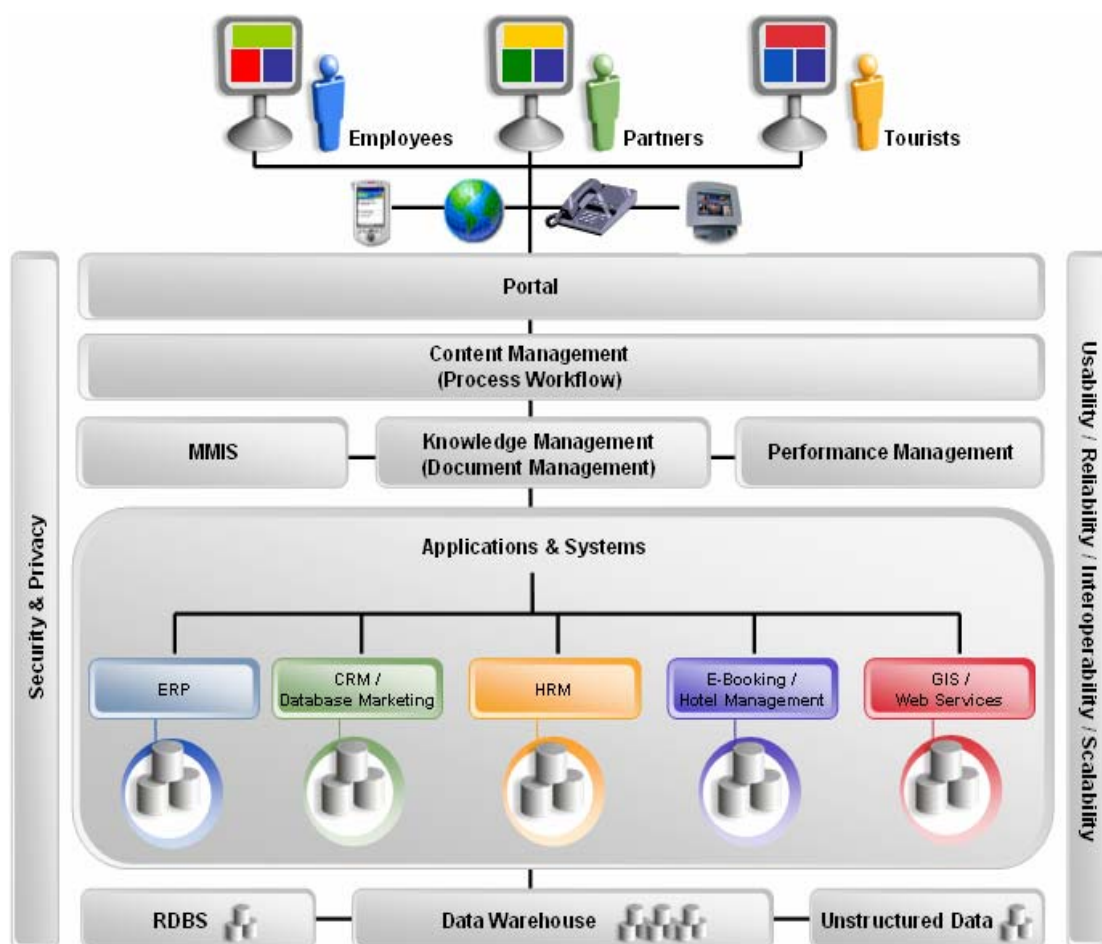 Employees
Partners
Tourists
Portal
Content Management
(Process Workflow)
MMIS
Knowledge Management
(Document Management)
Performance Management
Security & Privacy
Usability / Reliability / Interoperability / Scalability
Applications & Systems
ERP
CRM /
Database Marketing
HRM
E-Booking /
Hotel Management
GIS /
Web Services
RDBS
Data Warehouse
Unstructured Data